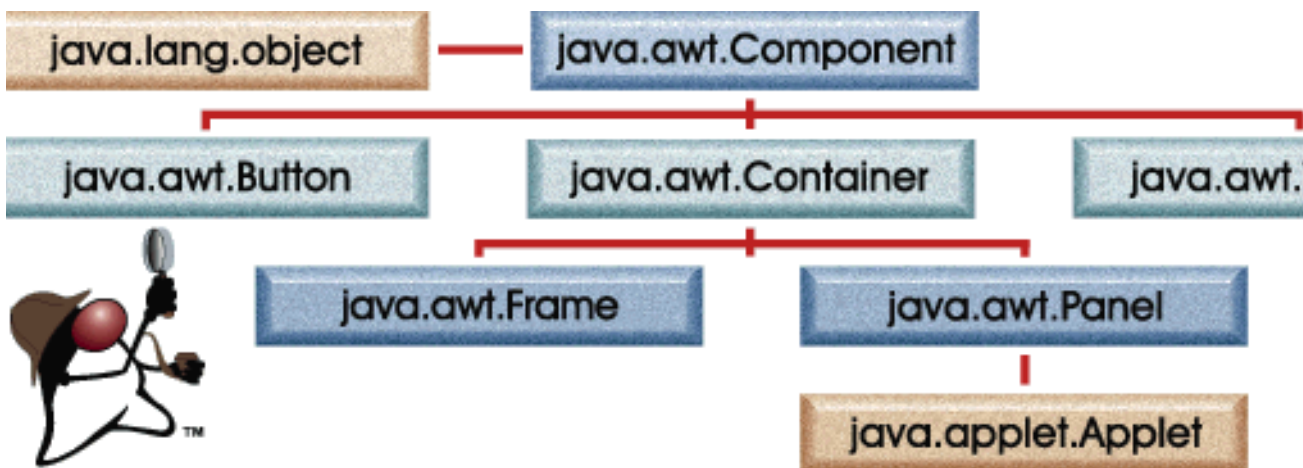 java.lang.object
java.awt.Component
java.awt.Button
java.awt.Container
java.awt.
java.awt.Frame
java.awt.Panel
TM
java.applet.Applet